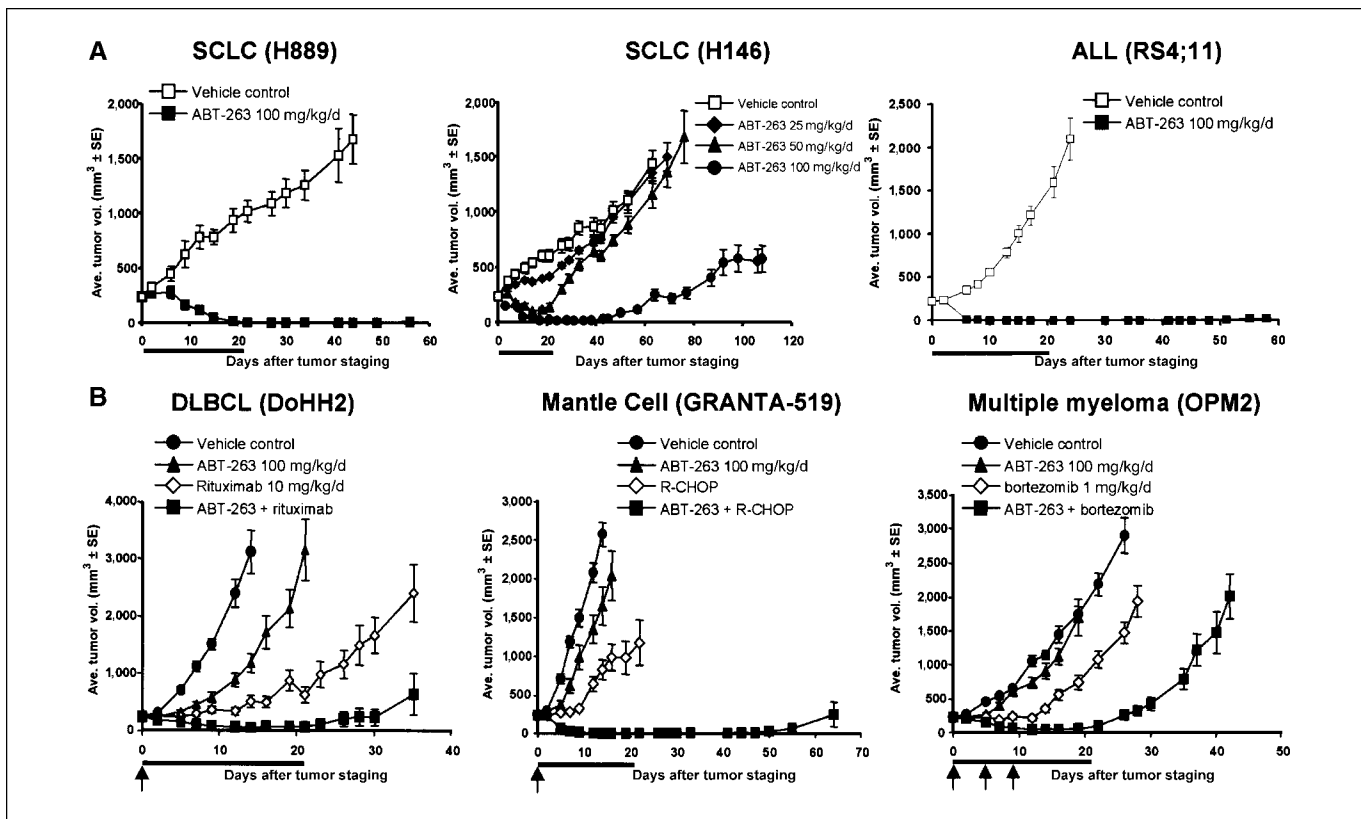 A
SCLC (H889)
Vehicle control
ABT-263 100 mg/kg/d
Ave. tumor vol. (mm³ ± SE)
2,000
1,500
1,000
500
0
0 10 20 30 40 50 60
Days after tumor staging
SCLC (H146)
Vehicle control
ABT-263 25 mg/kg/d
ABT-263 50 mg/kg/d
ABT-263 100 mg/kg/d
Ave. tumor vol. (mm³ ± SE)
2,000
1,500
1,000
500
0
0 20 40 60 80 100 120
Days after tumor staging
ALL (RS4;11)
Vehicle control
ABT-263 100 mg/kg/d
Ave. tumor vol. (mm³ ± SE)
2,500
2,000
1,500
1,000
500
0
0 10 20 30 40 50 60
Days after tumor staging
B
DLBCL (DoHH2)
Vehicle control
ABT-263 100 mg/kg/d
Rituximab 10 mg/kg/d
ABT-263 + rituximab
Ave. tumor vol. (mm³ ± SE)
4,000
3,000
2,000
1,000
0
0 10 20 30 40
Days after tumor staging
Mantle Cell (GRANTA-519)
Vehicle control
ABT-263 100 mg/kg/d
R-CHOP
ABT-263 + R-CHOP
Ave. tumor vol. (mm³ ± SE)
3,000
2,500
2,000
1,500
1,000
500
0
0 20 40 60 80
Days after tumor staging
Multiple myeloma (OPM2)
Vehicle control
ABT-263 100 mg/kg/d
bortezomib 1 mg/kg/d
ABT-263 + bortezomib
Ave. tumor vol. (mm³ ± SE)
3,500
3,000
2,500
2,000
1,500
1,000
500
0
0 10 20 30 40 50
Days after tumor staging